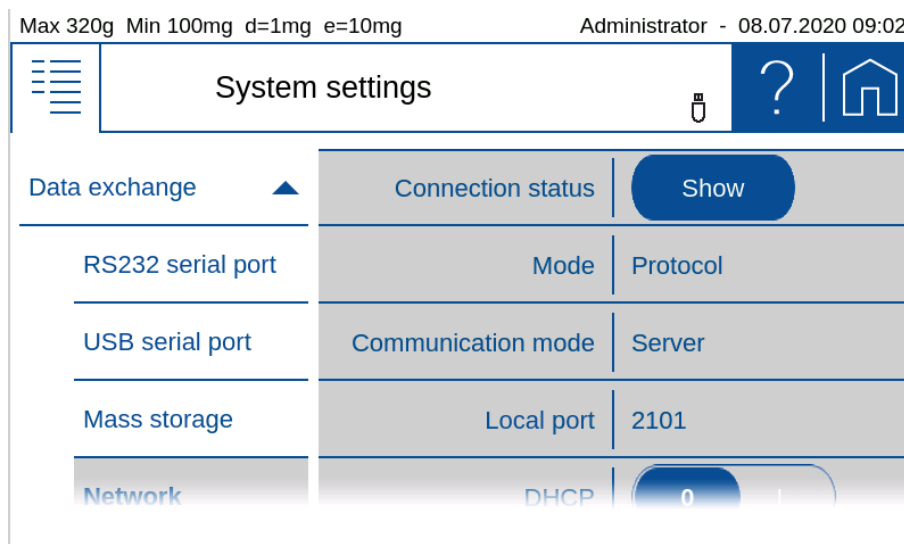 Max 320g Min 100mg d=1mg e=10mg Administrator - 08.07.2020 09:02
System settings ?
Data exchange Connection status Show
RS232 serial port Mode Protocol
USB serial port Communication mode Server
Mass storage Local port 2101
Network DHCP 0 I